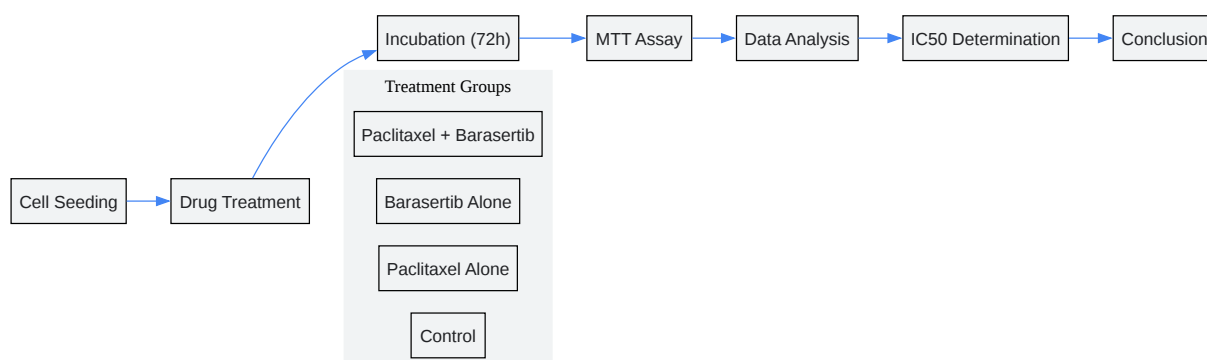 Cell Seeding
Drug Treatment
Incubation (72h)
MTT Assay
Data Analysis
IC50 Determination
Conclusion
Treatment Groups
Paclitaxel + Barasertib
Barasertib Alone
Paclitaxel Alone
Control